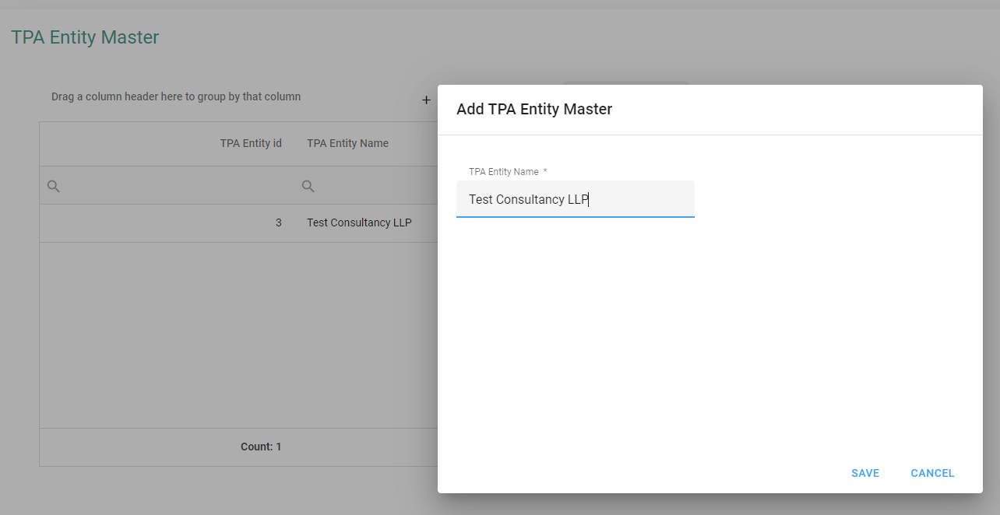 TPA Entity Master
Drag a column header here to group by that column
+
TPA Entity id TPA Entity Name
3 Test Consultancy LLP
Count: 1
Add TPA Entity Master
TPA Entity Name *
Test Consultancy LLP
SAVE CANCEL